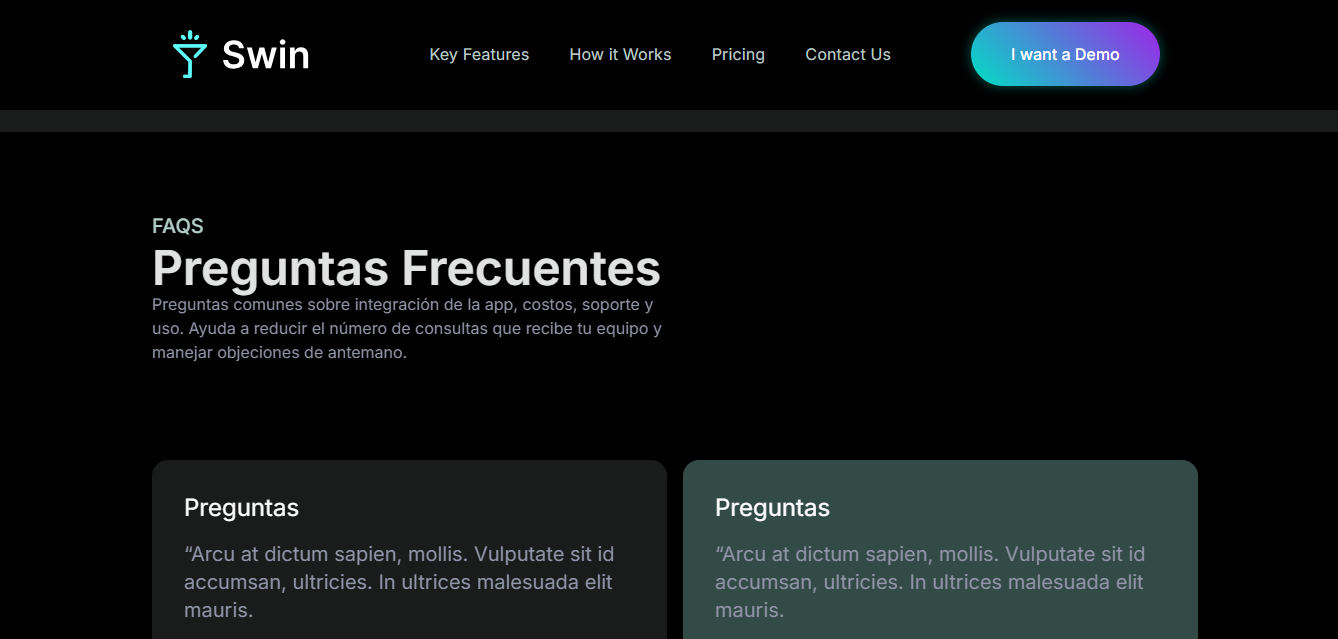 Swin
Key Features
How it Works
Pricing
Contact Us
I want a Demo
FAQS
Preguntas Frecuentes
Preguntas comunes sobre integración de la app, costos, soporte y
uso. Ayuda a reducir el número de consultas que recibe tu equipo y
manejar objeciones de antemano.
Preguntas
“Arcu at dictum sapien, mollis. Vulputate sit id
accumsan, ultricies. In ultrices malesuada elit
mauris.
Preguntas
“Arcu at dictum sapien, mollis. Vulputate sit id
accumsan, ultricies. In ultrices malesuada elit
mauris.